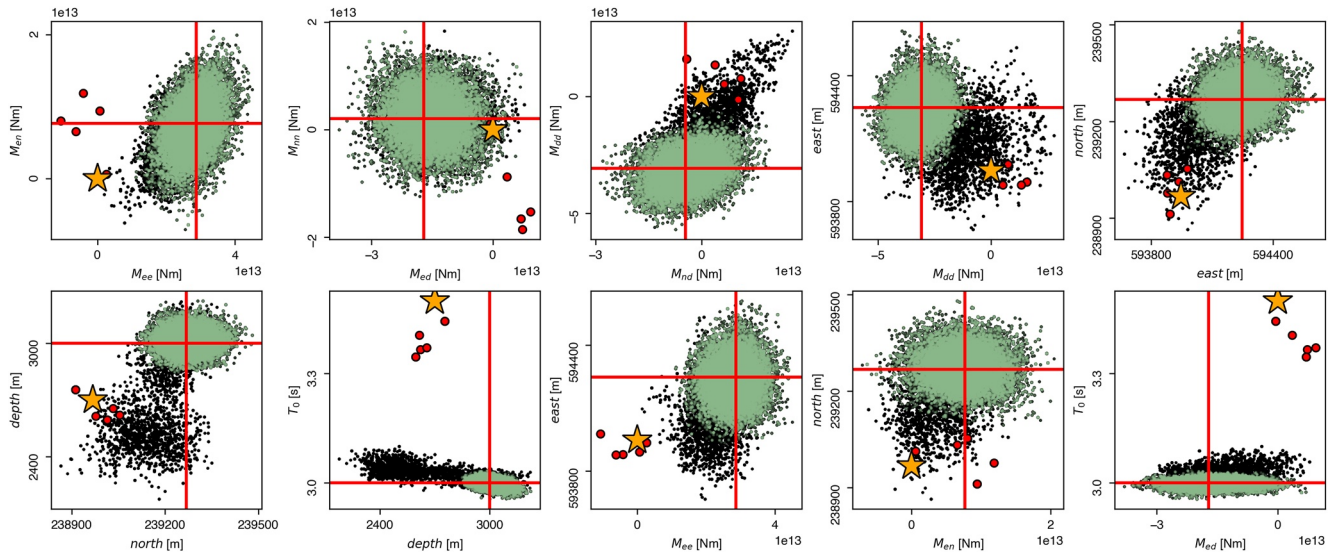 1e13
2
0
M_en [Nm]
0
4
M_ee [Nm]
1e13
1e13
2
0
−2
M_nn [Nm]
−3
0
M_ed [Nm]
1e13
1e13
0
−5
M_dd [Nm]
−3
0
M_nd [Nm]
1e13
594400
593800
east [m]
−5
0
M_dd [Nm]
1e13
239500
239200
238900
north [m]
593800
594400
east [m]
3000
2400
depth [m]
238900
239200
239500
north [m]
3.3
3.0
T_0 [s]
2400
3000
depth [m]
594400
593800
east [m]
0
4
M_ee [Nm]
1e13
239500
239200
238900
north [m]
0
2
M_en [Nm]
1e13
3.3
3.0
T_0 [s]
−3
0
M_ed [Nm]
1e13